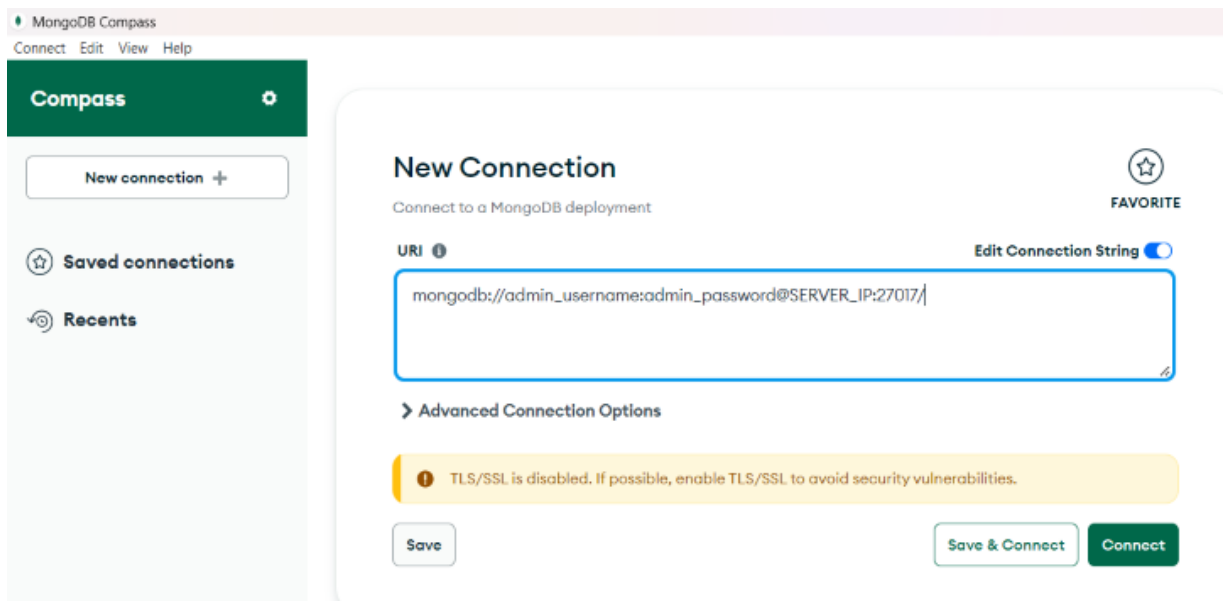 MongoDB Compass
Connect Edit View Help
Compass
New connection +
Saved connections
Recents
New Connection
Connect to a MongoDB deployment
FAVORITE
URI
Edit Connection String
mongodb://admin_username:admin_password@SERVER_IP:27017/
Advanced Connection Options
TLS/SSL is disabled. If possible, enable TLS/SSL to avoid security vulnerabilities.
Save
Save & Connect
Connect